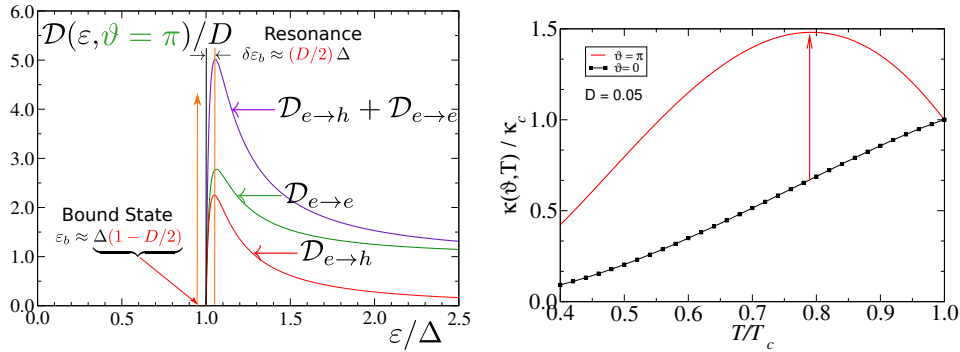 𝒟(ε,ϑ = π)/D
Resonance
δε_b ≈ (D/2) Δ
𝒟_{e→h} + 𝒟_{e→e}
𝒟_{e→e}
Bound State
ε_b ≈ Δ(1 − D/2)
𝒟_{e→h}
6.0
5.0
4.0
3.0
2.0
1.0
0.0
0.0 0.5 1.0 1.5 2.0 2.5
ε/Δ
ϑ = π
ϑ= 0
D = 0.05
κ(ϑ,T) / κ_c
1.5
1.0
0.5
0.0
0.4 0.5 0.6 0.7 0.8 0.9 1.0
T/T_c